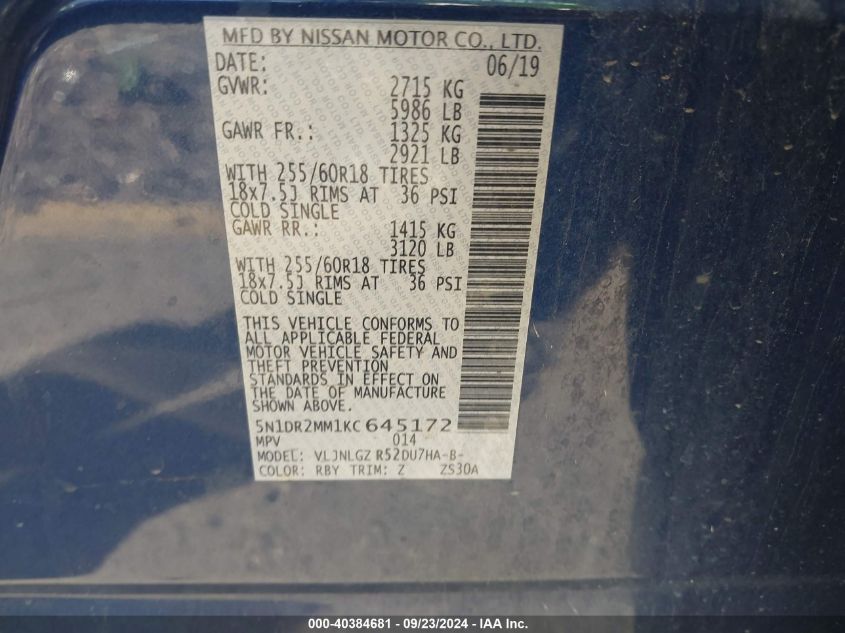 MFD BY NISSAN MOTOR CO., LTD.
DATE: 06/19
GVWR: 2715 KG
5986 LB
GAWR FR.: 1325 KG
2921 LB
WITH 255/60R18 TIRES
18x7.5J RIMS AT 36 PSI
COLD SINGLE
GAWR RR.: 1415 KG
3120 LB
WITH 255/60R18 TIRES
18x7.5J RIMS AT 36 PSI
COLD SINGLE
THIS VEHICLE CONFORMS TO
ALL APPLICABLE FEDERAL
MOTOR VEHICLE SAFETY AND
THEFT PREVENTION
STANDARDS IN EFFECT ON
THE DATE OF MANUFACTURE
SHOWN ABOVE.
5N1DR2MM1KC 645172
MPV 014
MODEL: VLJNLGZ R52DU7HA-B-
COLOR: RBY TRIM: Z ZS30A
000-40384681 - 09/23/2024 - IAA Inc.